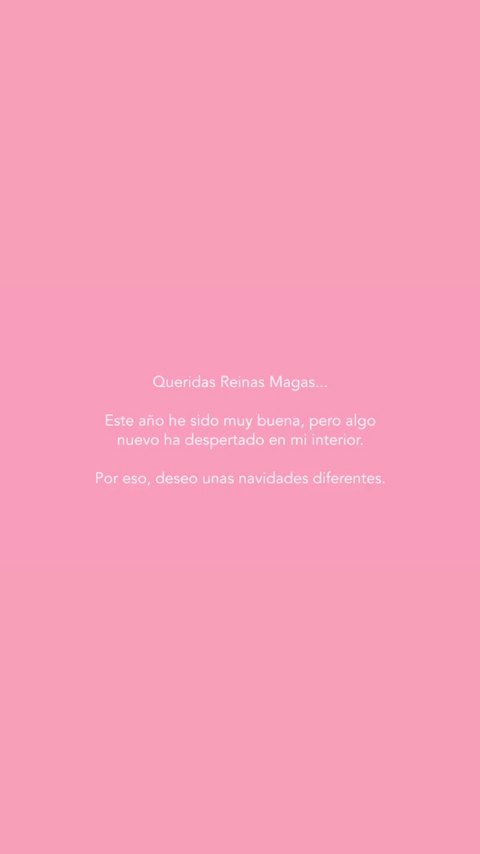 Queridas Reinas Magas...
Este año he sido muy buena, pero algo
nuevo ha despertado en mi interior.
Por eso, deseo unas navidades diferentes.